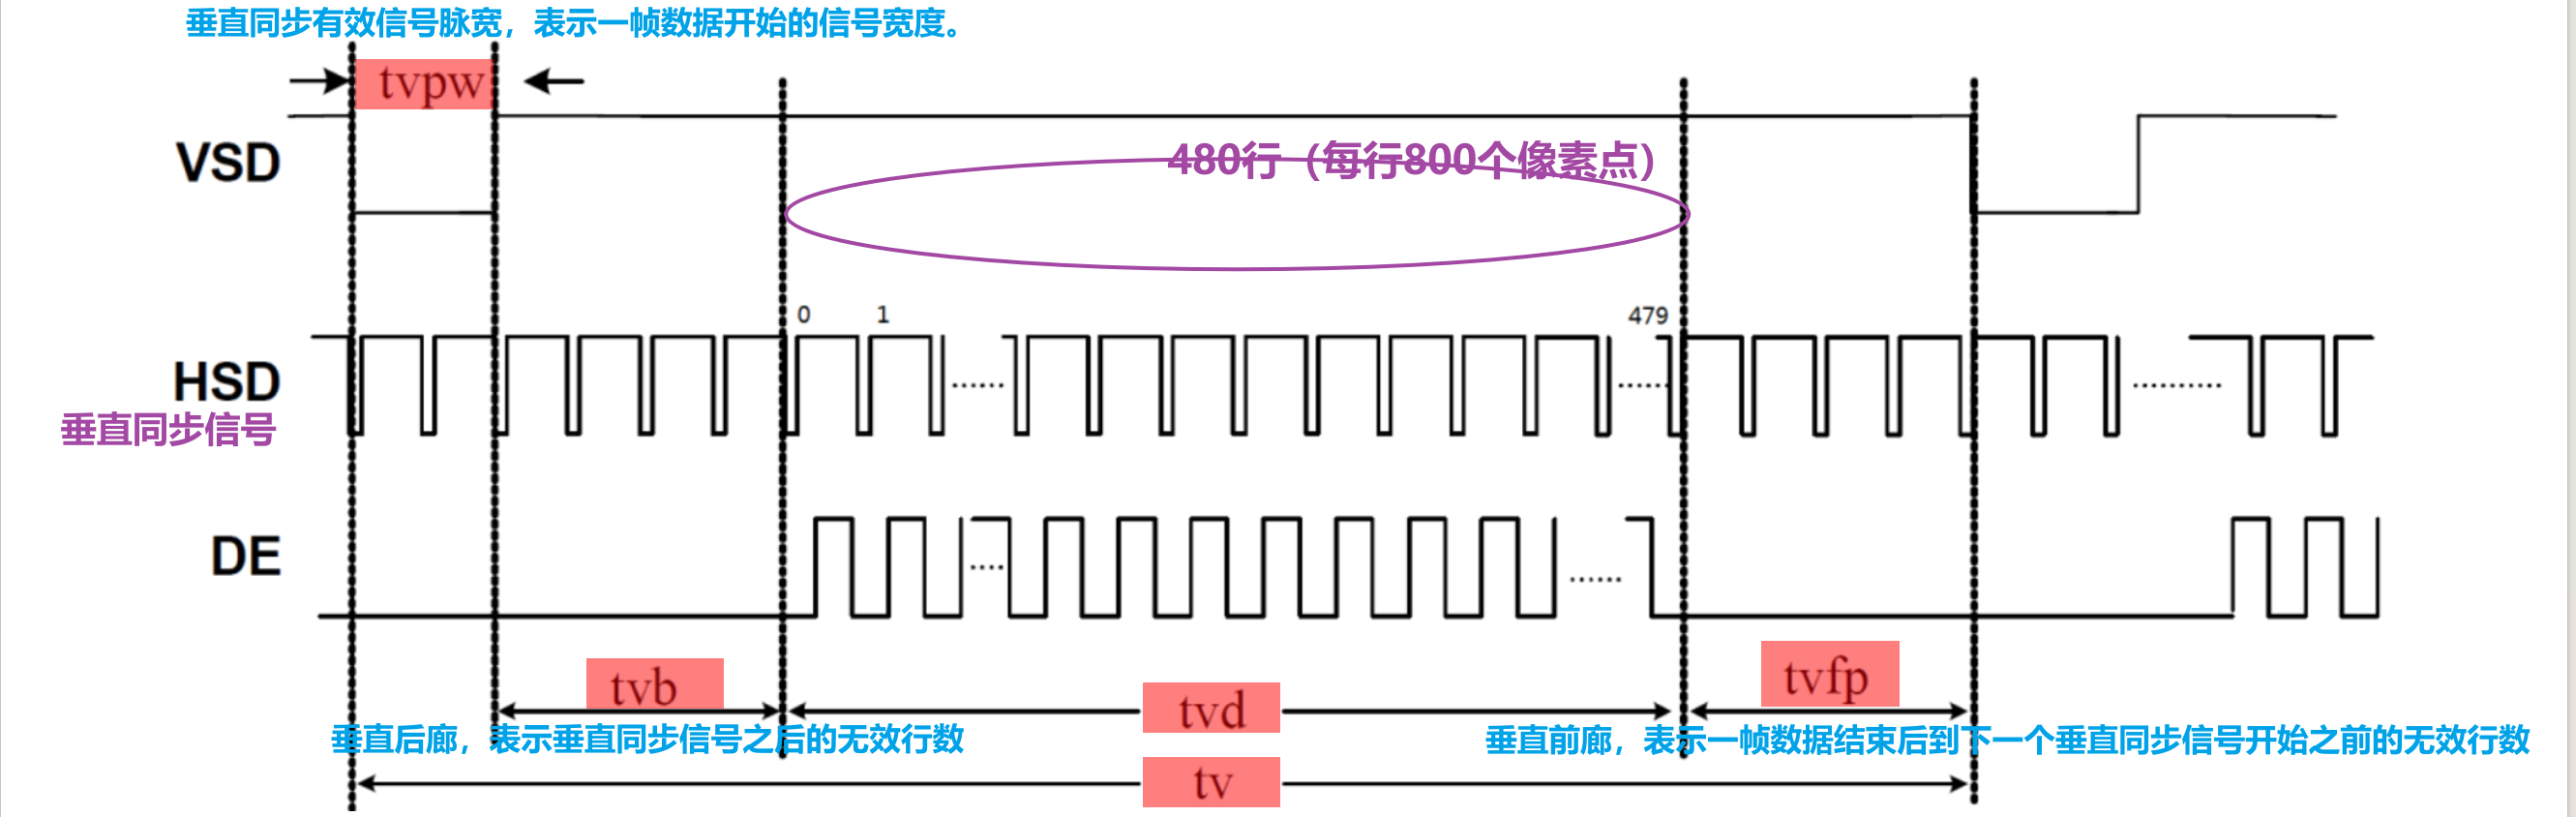 垂直同步有效信号脉宽，表示一帧数据开始的信号宽度。
tvpw
VSD
480行（每行800个像素点）
0 1 479
HSD
......
......
..........
垂直同步信号
DE
....
......
tvb
tvd
tvfp
垂直后廊，表示垂直同步信号之后的无效行数
垂直前廊，表示一帧数据结束后到下一个垂直同步信号开始之前的无效行数
tv